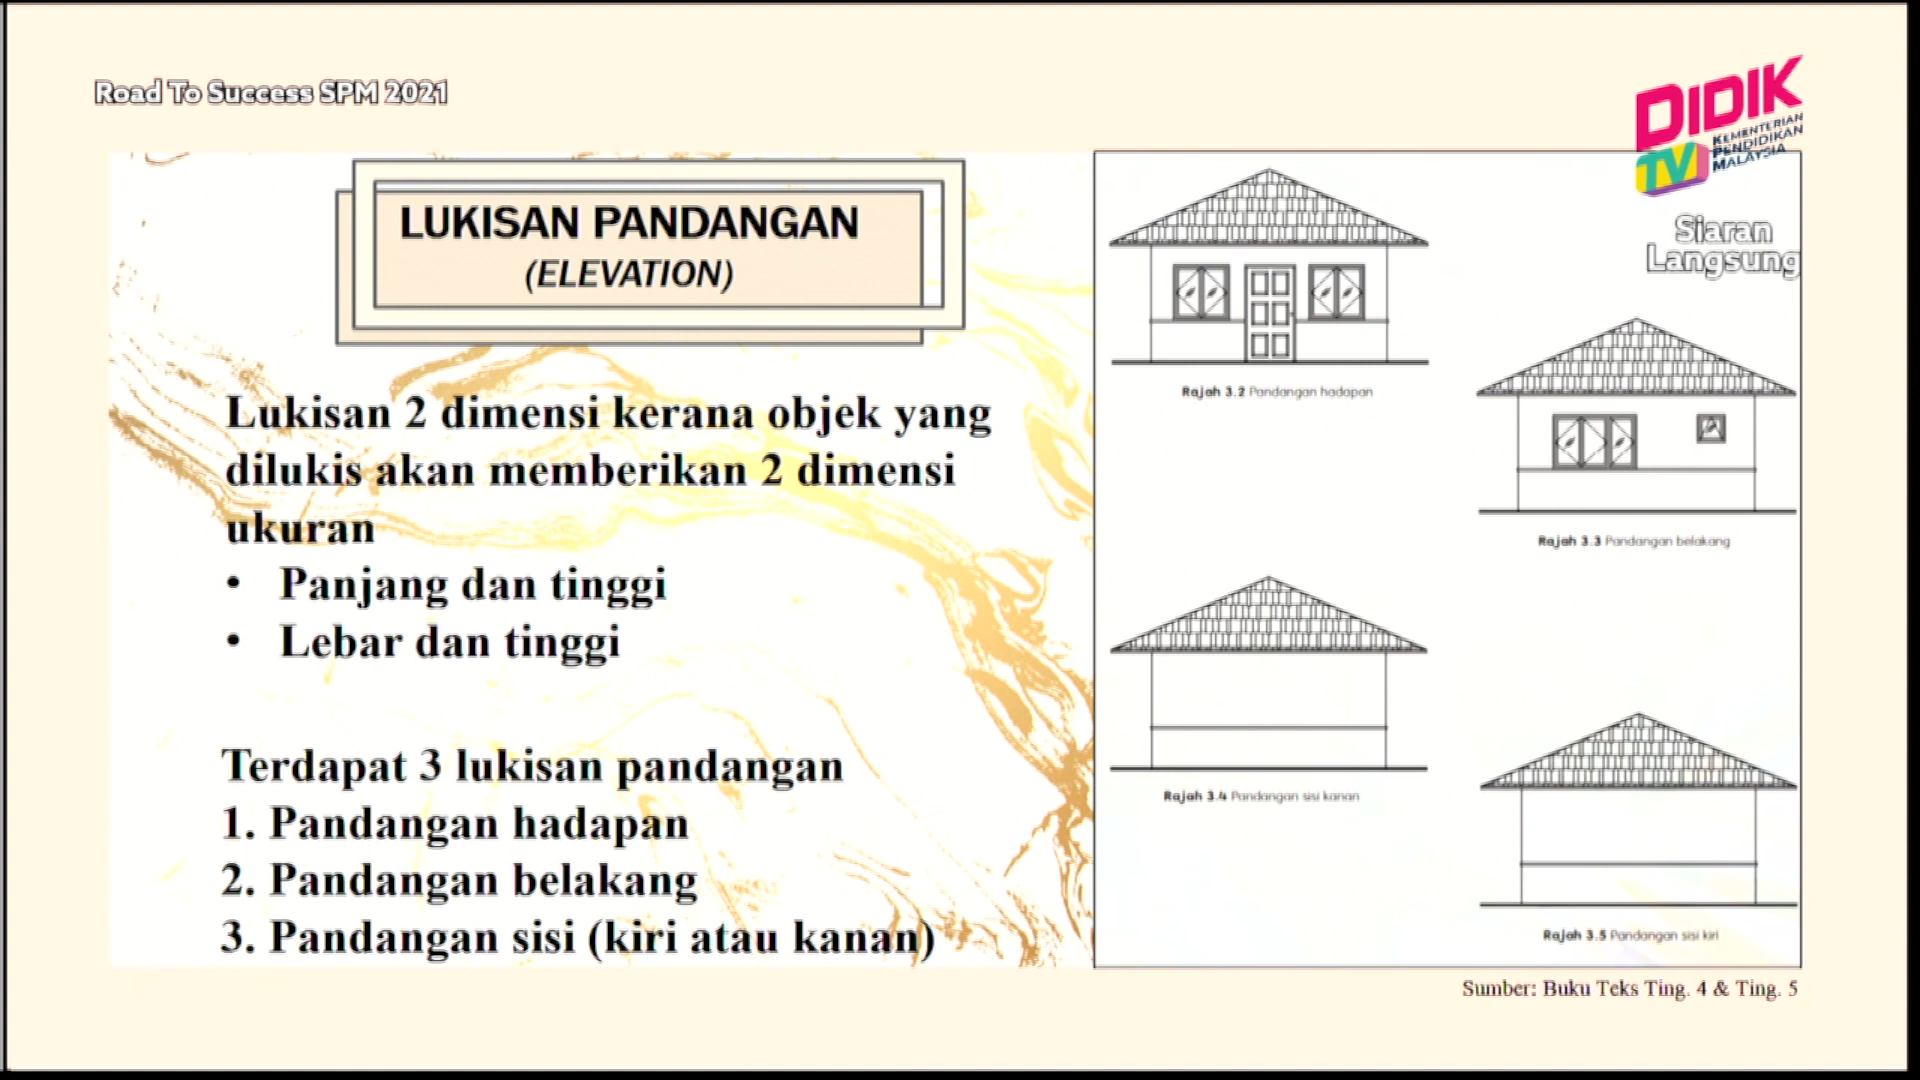 Road To Success SPM 2021
DIDIK
TV
KEMENTERIAN
PENDIDIKAN
MALAYSIA
Siaran
Langsung
LUKISAN PANDANGAN
(ELEVATION)
Lukisan 2 dimensi kerana objek yang
dilukis akan memberikan 2 dimensi
ukuran
• Panjang dan tinggi
• Lebar dan tinggi
Terdapat 3 lukisan pandangan
1. Pandangan hadapan
2. Pandangan belakang
3. Pandangan sisi (kiri atau kanan)
Rajah 3.2 Pandangan hadapan
Rajah 3.3 Pandangan belakang
Rajah 3.4 Pandangan sisi kanan
Rajah 3.5 Pandangan sisi kiri
Sumber: Buku Teks Ting. 4 & Ting. 5